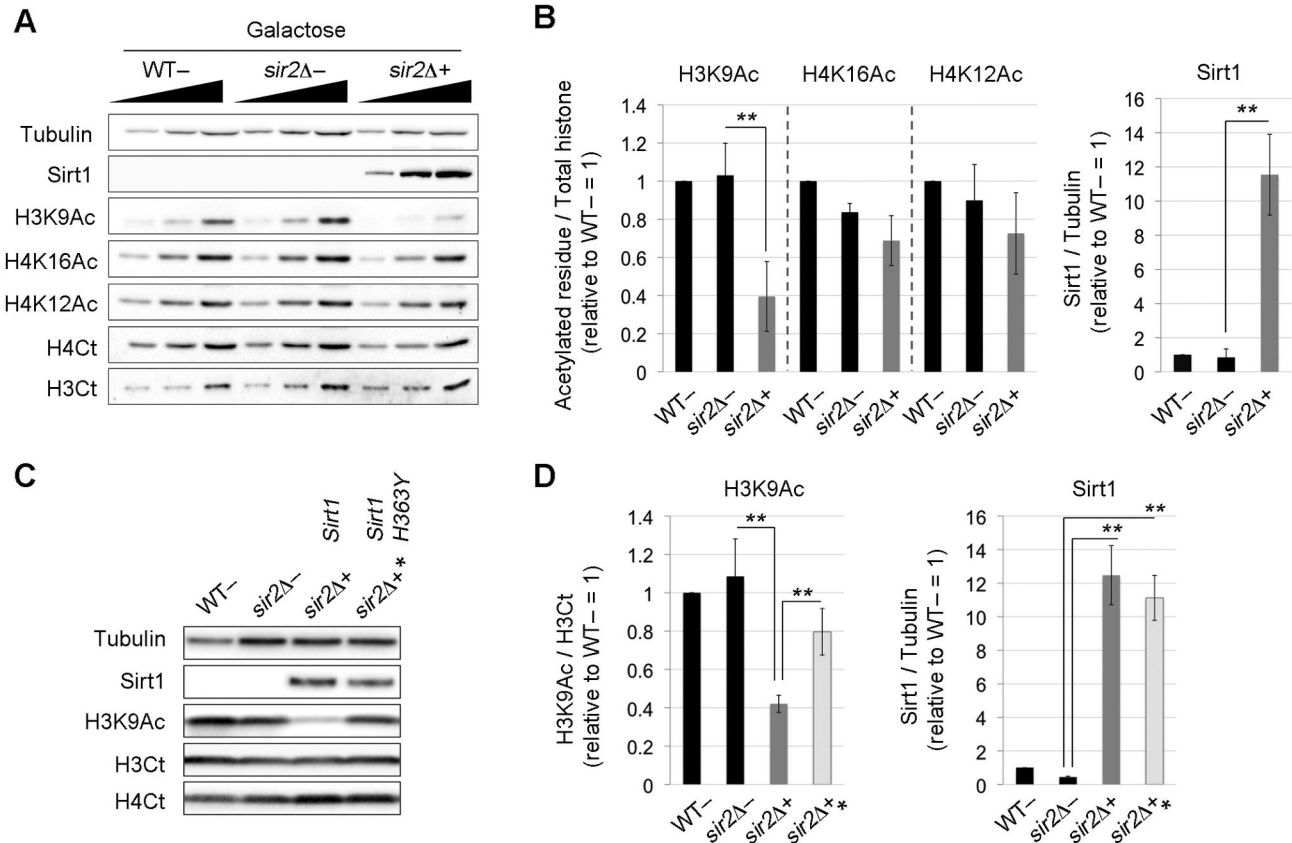 A
Galactose
WT– sir2Δ– sir2Δ+
Tubulin
Sirt1
H3K9Ac
H4K16Ac
H4K12Ac
H4Ct
H3Ct
B
H3K9Ac H4K16Ac H4K12Ac
Acetylated residue / Total histone
(relative to WT– = 1)
1.4
1.2
1
0.8
0.6
0.4
0.2
0
**
WT– sir2Δ– sir2Δ+ WT– sir2Δ– sir2Δ+ WT– sir2Δ– sir2Δ+
Sirt1
Sirt1 / Tubulin
(relative to WT– = 1)
16
14
12
10
8
6
4
2
0
**
WT– sir2Δ– sir2Δ+
C
Sirt1 Sirt1 H363Y
WT– sir2Δ– sir2Δ+ sir2Δ+*
Tubulin
Sirt1
H3K9Ac
H3Ct
H4Ct
D
H3K9Ac
H3K9Ac / H3Ct
(relative to WT– = 1)
1.4
1.2
1
0.8
0.6
0.4
0.2
0
**
**
WT– sir2Δ– sir2Δ+ sir2Δ+*
Sirt1
Sirt1 / Tubulin
(relative to WT– = 1)
16
14
12
10
8
6
4
2
0
**
**
WT– sir2Δ– sir2Δ+ sir2Δ+*